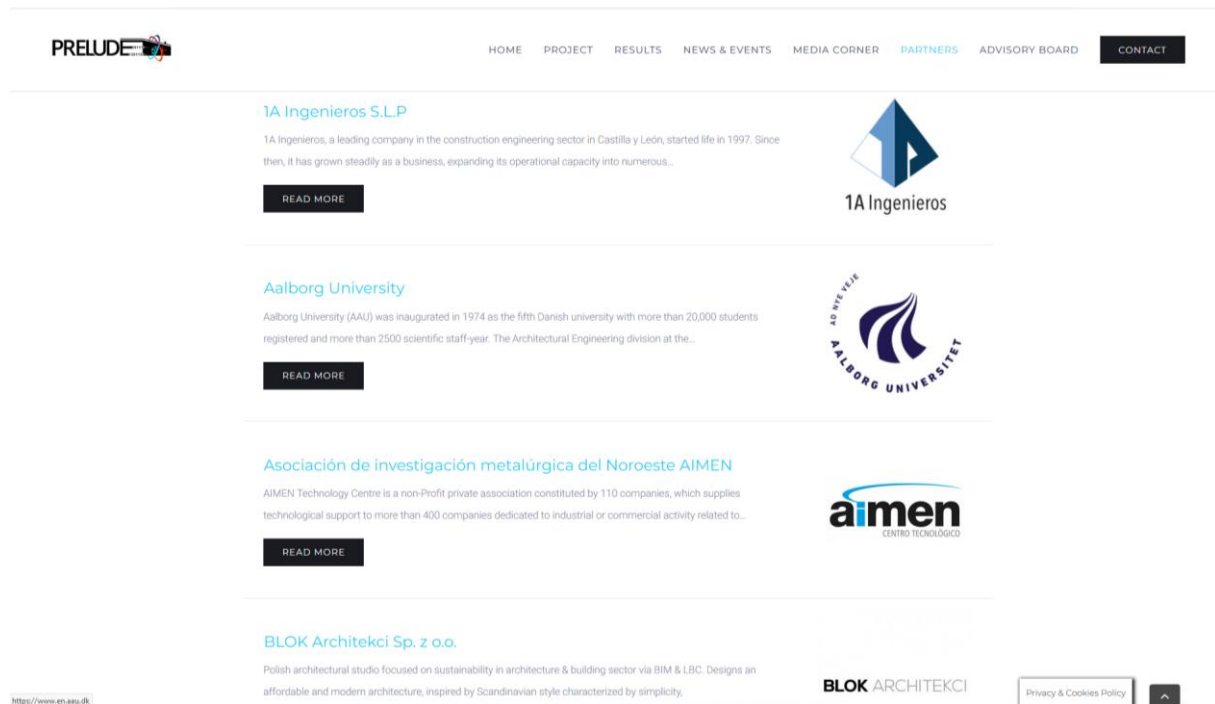 PRELUDE
HOME PROJECT RESULTS NEWS & EVENTS MEDIA CORNER PARTNERS ADVISORY BOARD CONTACT
1A Ingenieros S.L.P
1A Ingenieros, a leading company in the construction engineering sector in Castilla y León, started life in 1997. Since
then, it has grown steadily as a business, expanding its operational capacity into numerous...
READ MORE
1A Ingenieros
Aalborg University
Aalborg University (AAU) was inaugurated in 1974 as the fifth Danish university with more than 20,000 students
registered and more than 2500 scientific staff-year. The Architectural Engineering division at the...
READ MORE
AD NYE VEJE
AALBORG UNIVERSITET
Asociación de investigación metalúrgica del Noroeste AIMEN
AIMEN Technology Centre is a non-Profit private association constituted by 110 companies, which supplies
technological support to more than 400 companies dedicated to industrial or commercial activity related to...
READ MORE
aimen
CENTRO TECNOLÓGICO
BLOK Architekci Sp. z o.o.
Polish architectural studio focused on sustainability in architecture & building sector via BIM & LBC. Designs an
affordable and modern architecture, inspired by Scandinavian style characterized by simplicity,
BLOK ARCHITEKCI
Privacy & Cookies Policy
https://www.en.aau.dk